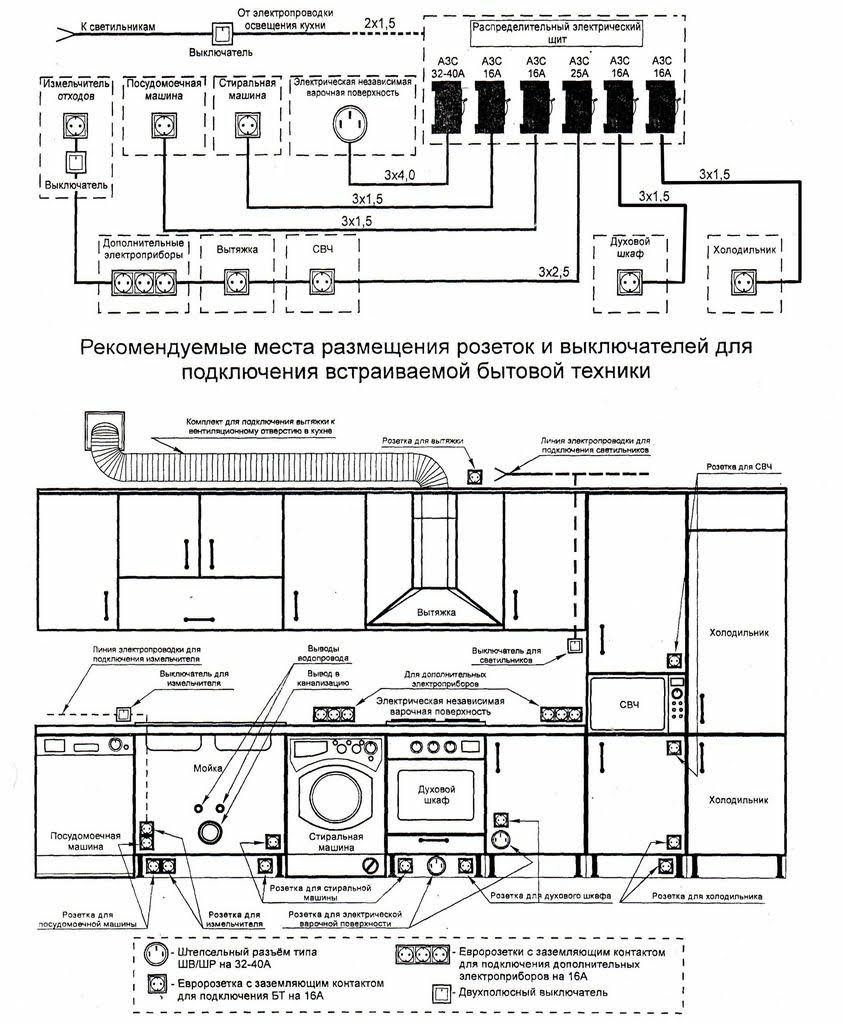 К светильникам
От электропроводки
освещения кухни
2х1,5
Выключатель
Распределительный электрический
щит
АЗС
32-40А
АЗС
16А
АЗС
16А
АЗС
25А
АЗС
16А
АЗС
16А
Измельчитель
отходов
Посудомоечная
машина
Стиральная
машина
Электрическая независимая
варочная поверхность
Выключатель
3х4,0
3х1,5
3х1,5
3х1,5
3х1,5
Дополнительные
электроприборы
Вытяжка
СВЧ
3х2,5
Духовой
шкаф
Холодильник
Рекомендуемые места размещения розеток и выключателей для
подключения встраиваемой бытовой техники
Комплект для подключения вытяжки к
вентиляционному отверстию в кухне
Розетка для вытяжки
Линия электропроводки для
подключения светильников
Розетка для СВЧ
Вытяжка
Холодильник
Линия электропроводки для
подключения измельчителя
Выключатель для
измельчителя
Выводы
водопровода
Вывод в
канализацию
Для дополнительных
электроприборов
Выключатель для
светильников
Электрическая независимая
варочная поверхность
СВЧ
Мойка
Посудомоечная
машина
Стиральная
машина
Духовой
шкаф
Холодильник
Розетка для стиральной
машины
Розетка для духового шкафа
Розетка для холодильника
Розетка для
посудомоечной машины
Розетка для
измельчителя
Розетка для электрической
варочной поверхности
- Штепсельный разъём типа
ШВ/ШР на 32-40А
- Евророзетка с заземляющим контактом
для подключения БТ на 16А
- Евророзетки с заземляющим контактом
для подключения дополнительных
электроприборов на 16А
- Двухполюсный выключатель